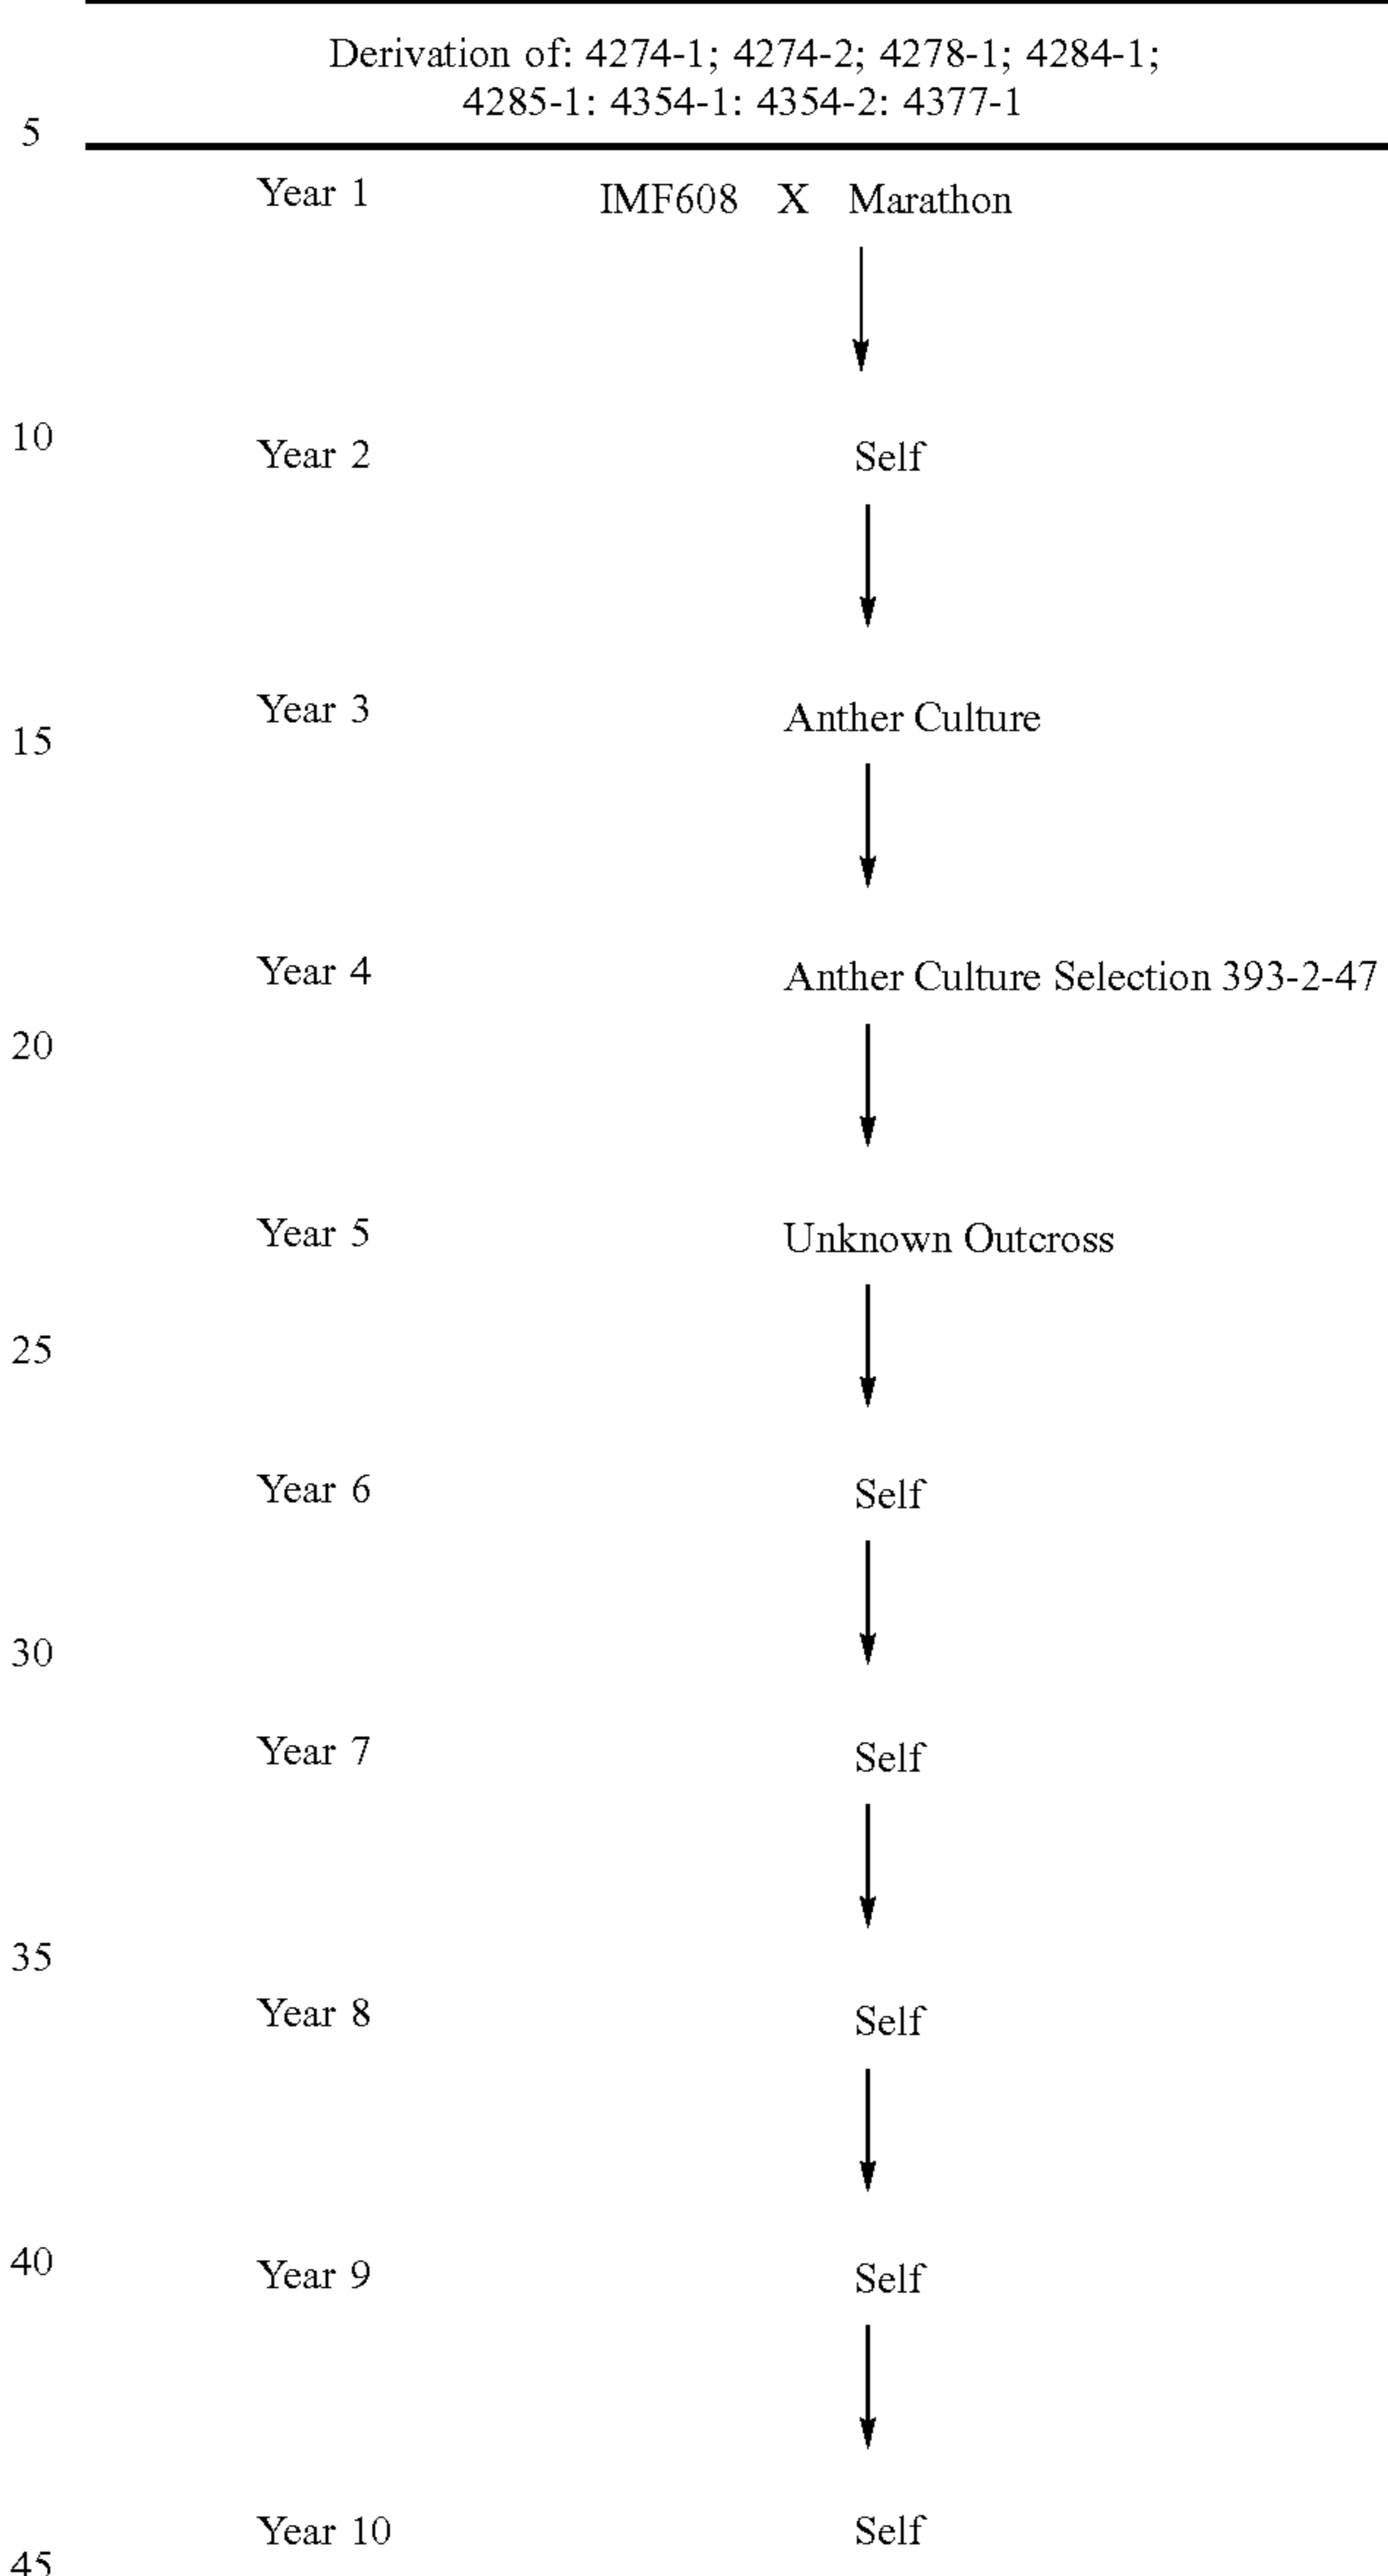 Derivation of: 4274-1; 4274-2; 4278-1; 4284-1;
4285-1: 4354-1: 4354-2: 4377-1
5
Year 1 IMF608 X Marathon
10
Year 2 Self
Year 3 Anther Culture
15
Year 4 Anther Culture Selection 393-2-47
20
Year 5 Unknown Outcross
25
Year 6 Self
30
Year 7 Self
35
Year 8 Self
40
Year 9 Self
Year 10 Self
45